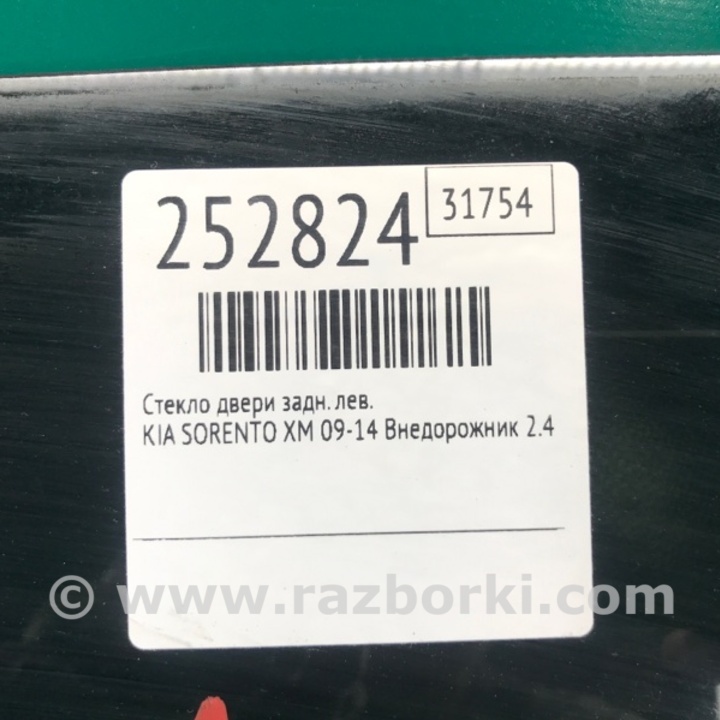 252824
31754
Стекло двери задн. лев.
KIA SORENTO XM 09-14 Внедорожник 2.4
© www.razborki.com